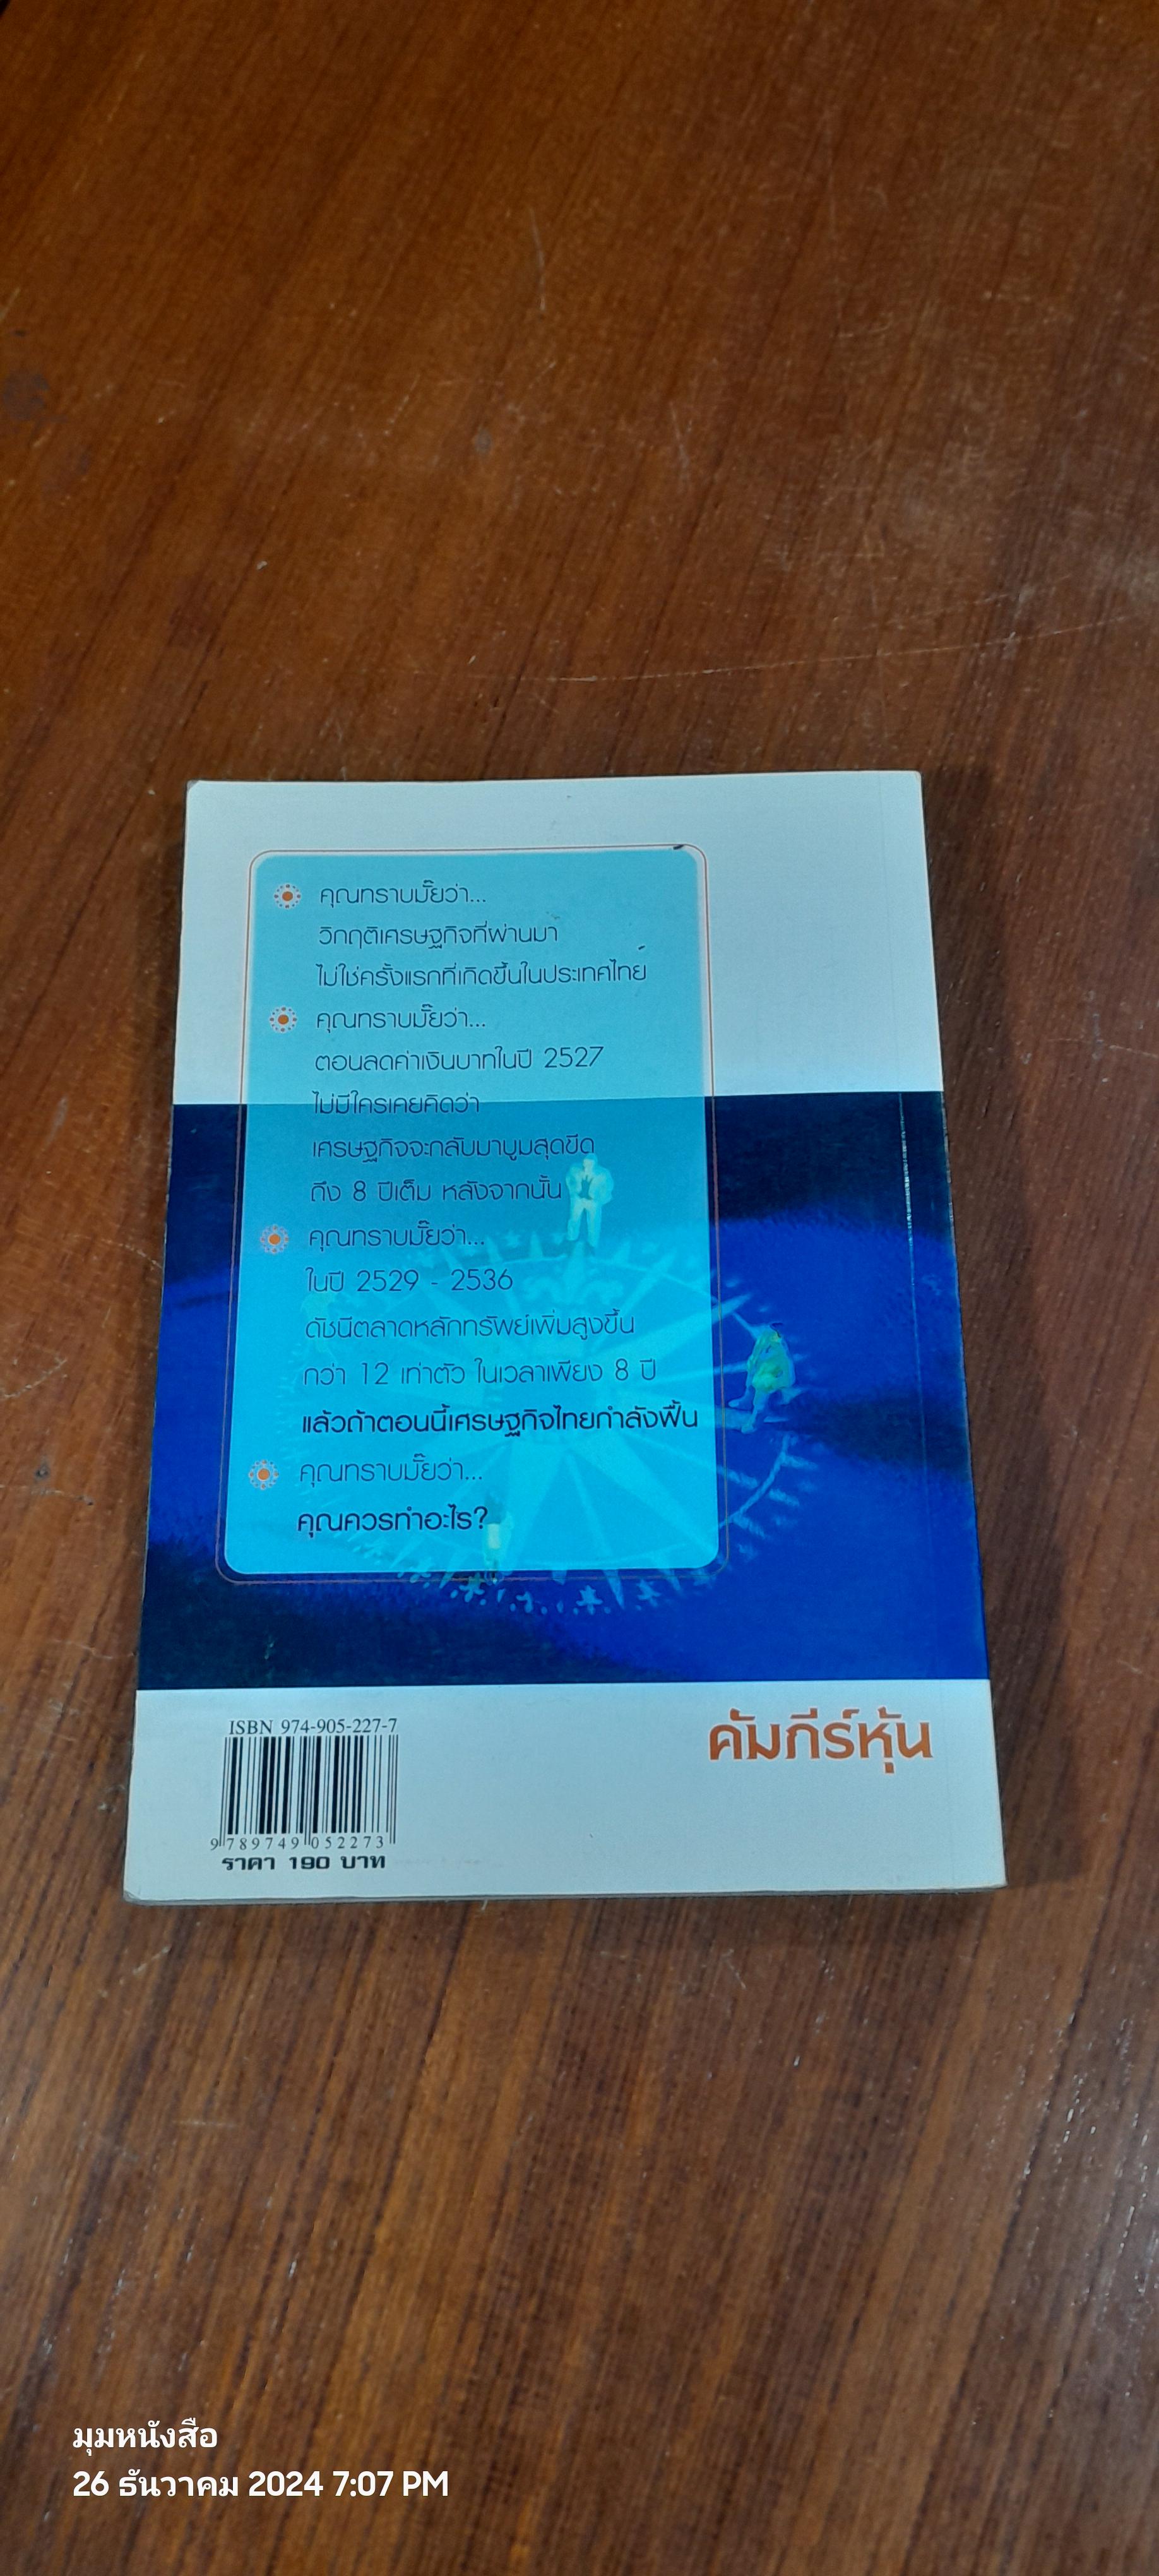 คุณทราบมั๊ยว่า...
วิกฤติเศรษฐกิจที่ผ่านมา
ไม่ใช่ครั้งแรกที่เกิดขึ้นในประเทศไทย์
คุณทราบมั๊ยว่า...
ตอนลดค่าเงินบาทในปี 2527
ไม่มีใครเคยคิดว่า
เศรษฐกิจจะกลับมาบูมสุดขีด
ถึง 8 ปีเต็ม หลังจากนั้น
คุณทราบมั๊ยว่า...
ในปี 2529 - 2536
ดัชนีตลาดหลักทรัพย์เพิ่มสูงขึ้น
กว่า 12 เท่าตัว ในเวลาเพียง 8 ปี
แล้วถ้าตอนนี้เศรษฐกิจไทยกำลังฟื้น
คุณทราบมั๊ยว่า...
คุณควรทำอะไร?
ISBN 974-905-227-7
9 789749 052273
ราคา 190 บาท
คัมภีร์หุ้น
มุมหนังสือ
26 ธันวาคม 2024 7:07 PM